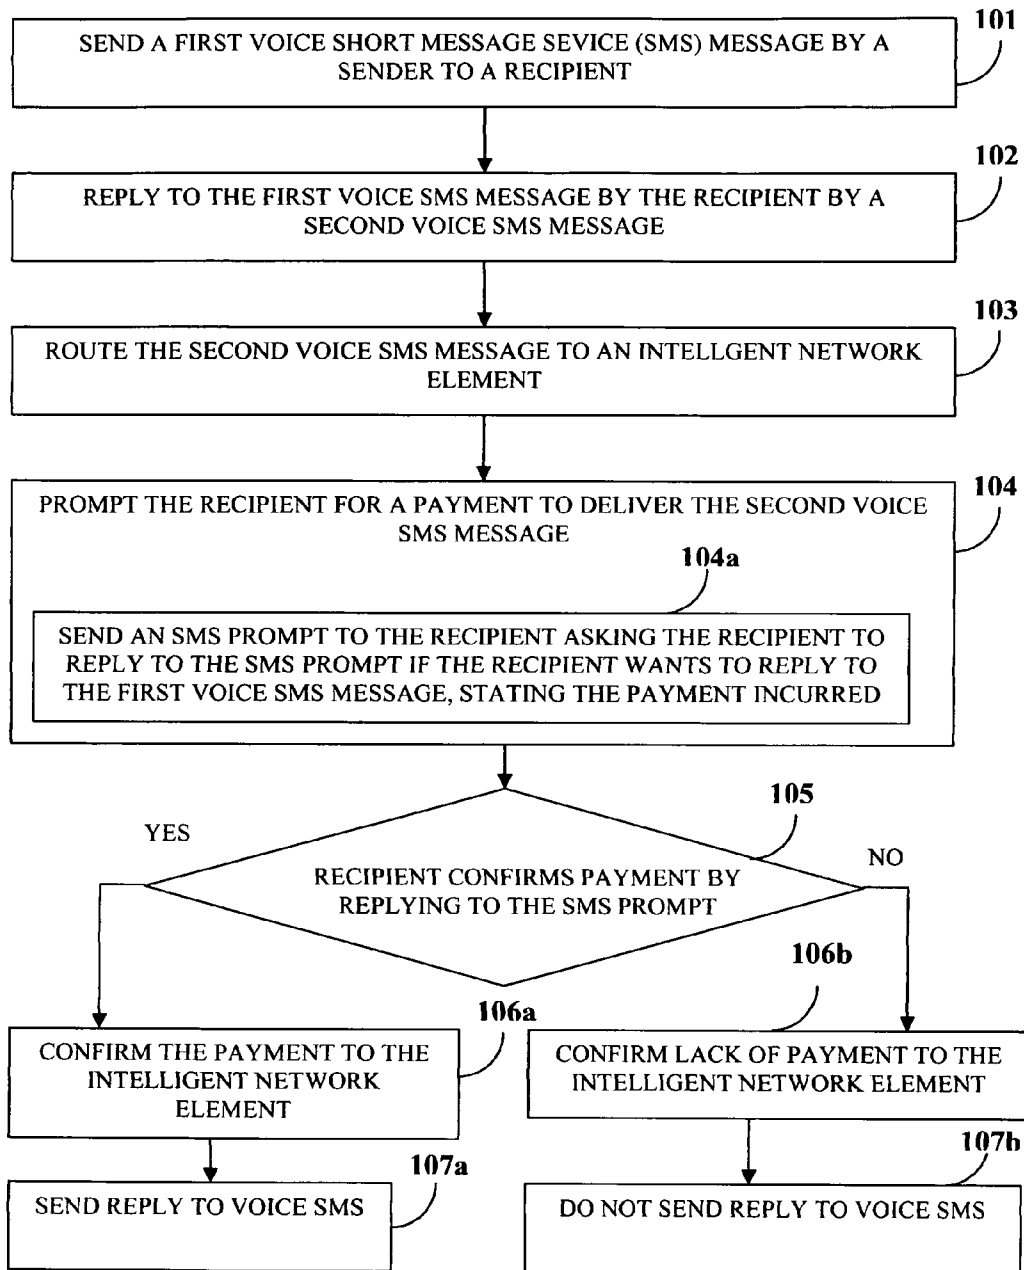 101
SEND A FIRST VOICE SHORT MESSAGE SEVICE (SMS) MESSAGE BY A
SENDER TO A RECIPIENT
102
REPLY TO THE FIRST VOICE SMS MESSAGE BY THE RECIPIENT BY A
SECOND VOICE SMS MESSAGE
103
ROUTE THE SECOND VOICE SMS MESSAGE TO AN INTELLGENT NETWORK
ELEMENT
104
PROMPT THE RECIPIENT FOR A PAYMENT TO DELIVER THE SECOND VOICE
SMS MESSAGE
104a
SEND AN SMS PROMPT TO THE RECIPIENT ASKING THE RECIPIENT TO
REPLY TO THE SMS PROMPT IF THE RECIPIENT WANTS TO REPLY TO
THE FIRST VOICE SMS MESSAGE, STATING THE PAYMENT INCURRED
105
YES
NO
RECIPIENT CONFIRMS PAYMENT BY
REPLYING TO THE SMS PROMPT
106a
CONFIRM THE PAYMENT TO THE
INTELLIGENT NETWORK
ELEMENT
106b
CONFIRM LACK OF PAYMENT TO THE
INTELLIGENT NETWORK ELEMENT
107a
SEND REPLY TO VOICE SMS
107b
DO NOT SEND REPLY TO VOICE SMS